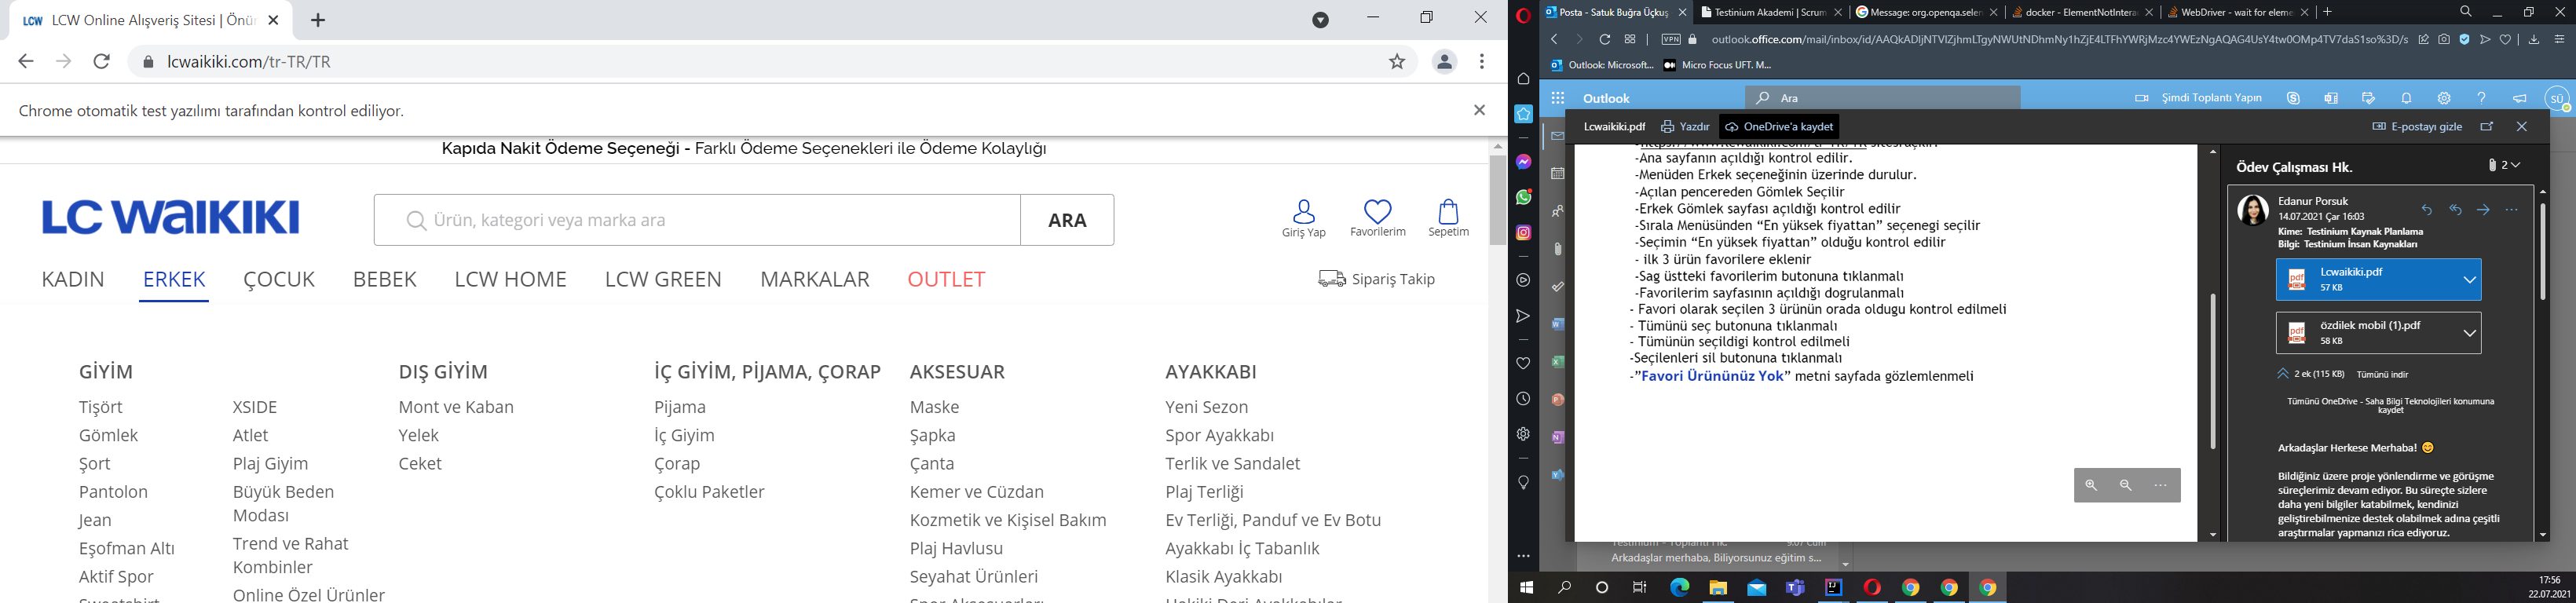 LCW Online Alışveriş Sitesi | Önür
lcwaikiki.com/tr-TR/TR
Chrome otomatik test yazılımı tarafından kontrol ediliyor.
Kapıda Nakit Ödeme Seçeneği - Farklı Ödeme Seçenekleri ile Ödeme Kolaylığı
LC WAIKIKI
Ürün, kategori veya marka ara
ARA
Giriş Yap
Favorilerim
Sepetim
KADIN ERKEK ÇOCUK BEBEK LCW HOME LCW GREEN MARKALAR OUTLET
Sipariş Takip
GİYİM
Tişört
Gömlek
Şort
Pantolon
Jean
Eşofman Altı
Aktif Spor
Sweatshirt
XSIDE
Atlet
Plaj Giyim
Büyük Beden
Modası
Trend ve Rahat
Kombinler
Online Özel Ürünler
DIŞ GİYİM
Mont ve Kaban
Yelek
Ceket
İÇ GİYİM, PİJAMA, ÇORAP
Pijama
İç Giyim
Çorap
Çoklu Paketler
AKSESUAR
Maske
Şapka
Çanta
Kemer ve Cüzdan
Kozmetik ve Kişisel Bakım
Plaj Havlusu
Seyahat Ürünleri
Spor Aksesuarları
AYAKKABI
Yeni Sezon
Spor Ayakkabı
Terlik ve Sandalet
Plaj Terliği
Ev Terliği, Panduf ve Ev Botu
Ayakkabı İç Tabanlık
Klasik Ayakkabı
Hakiki Deri Ayakkabılar
Posta - Satuk Buğra Üçkuş
Testinium Akademi | Scrum
Message: org.openqa.selen
docker - ElementNotIntera
WebDriver - wait for eleme
VPN
outlook.office.com/mail/inbox/id/
Outlook: Microsoft...
Micro Focus UFT. M...
Outlook
Ara
Şimdi Toplantı Yapın
SÜ
Lcwaikiki.pdf
Yazdır
OneDrive'a kaydet
E-postayı gizle
-Ana sayfanın açıldığı kontrol edilir.
-Menüden Erkek seçeneğinin üzerinde durulur.
-Açılan pencereden Gömlek Seçilir
-Erkek Gömlek sayfası açıldığı kontrol edilir
-Sırala Menüsünden “En yüksek fiyattan” seçenegi seçilir
-Seçimin “En yüksek fiyattan” olduğu kontrol edilir
- ilk 3 ürün favorilere eklenir
-Sag üstteki favorilerim butonuna tıklanmalı
-Favorilerim sayfasının açıldığı dogrulanmalı
- Favori olarak seçilen 3 ürünün orada oldugu kontrol edilmeli
- Tümünü seç butonuna tıklanmalı
- Tümünün seçildigi kontrol edilmeli
-Seçilenleri sil butonuna tıklanmalı
-”Favori Ürününüz Yok” metni sayfada gözlemlenmeli
Ödev Çalışması Hk.
2
Edanur Porsuk
14.07.2021 Çar 16:03
Kime: Testinium Kaynak Planlama
Bilgi: Testinium İnsan Kaynakları
Lcwaikiki.pdf
57 KB
özdilek mobil (1).pdf
58 KB
2 ek (115 KB) Tümünü indir
Tümünü OneDrive - Saha Bilgi Teknolojileri konumuna
kaydet
Arkadaşlar Herkese Merhaba!
Bildiğiniz üzere proje yönlendirme ve görüşme
süreçlerimiz devam ediyor. Bu süreçte sizlere
daha yeni bilgiler katabilmek, kendinizi
geliştirebilmenize destek olabilmek adına çeşitli
araştırmalar yapmanızı rica ediyoruz.
Testinium - Toplantı Hk.
Arkadaşlar merhaba, Biliyorsunuz eğitim s...
17:56
22.07.2021